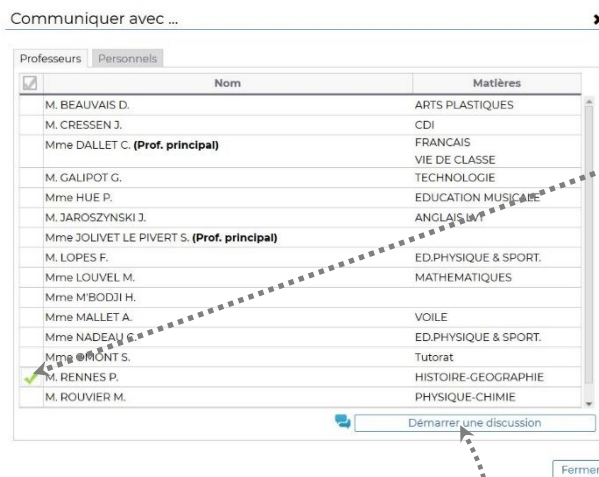 Communiquer avec ...
Professeurs Personnels
Nom Matières
M. BEAUVAIS D. ARTS PLASTIQUES
M. CRESSEN J. CDI
Mme DALLET C. (Prof. principal) FRANCAIS
VIE DE CLASSE
M. GALIPOT G. TECHNOLOGIE
Mme HUE P. EDUCATION MUSICALE
M. JAROSZYNSKI J. ANGLAIS LV1
Mme JOLIVET LE PIVERT S. (Prof. principal)
M. LOPES F. ED.PHYSIQUE & SPORT.
Mme LOUVEL M. MATHEMATIQUES
Mme M'BODJI H.
Mme MALLET A. VOILE
Mme NADEAU C. ED.PHYSIQUE & SPORT.
Mme OMONT S. Tutorat
M. RENNES P. HISTOIRE-GEOGRAPHIE
M. ROUVIER M. PHYSIQUE-CHIMIE
Démarrer une discussion
Fermer